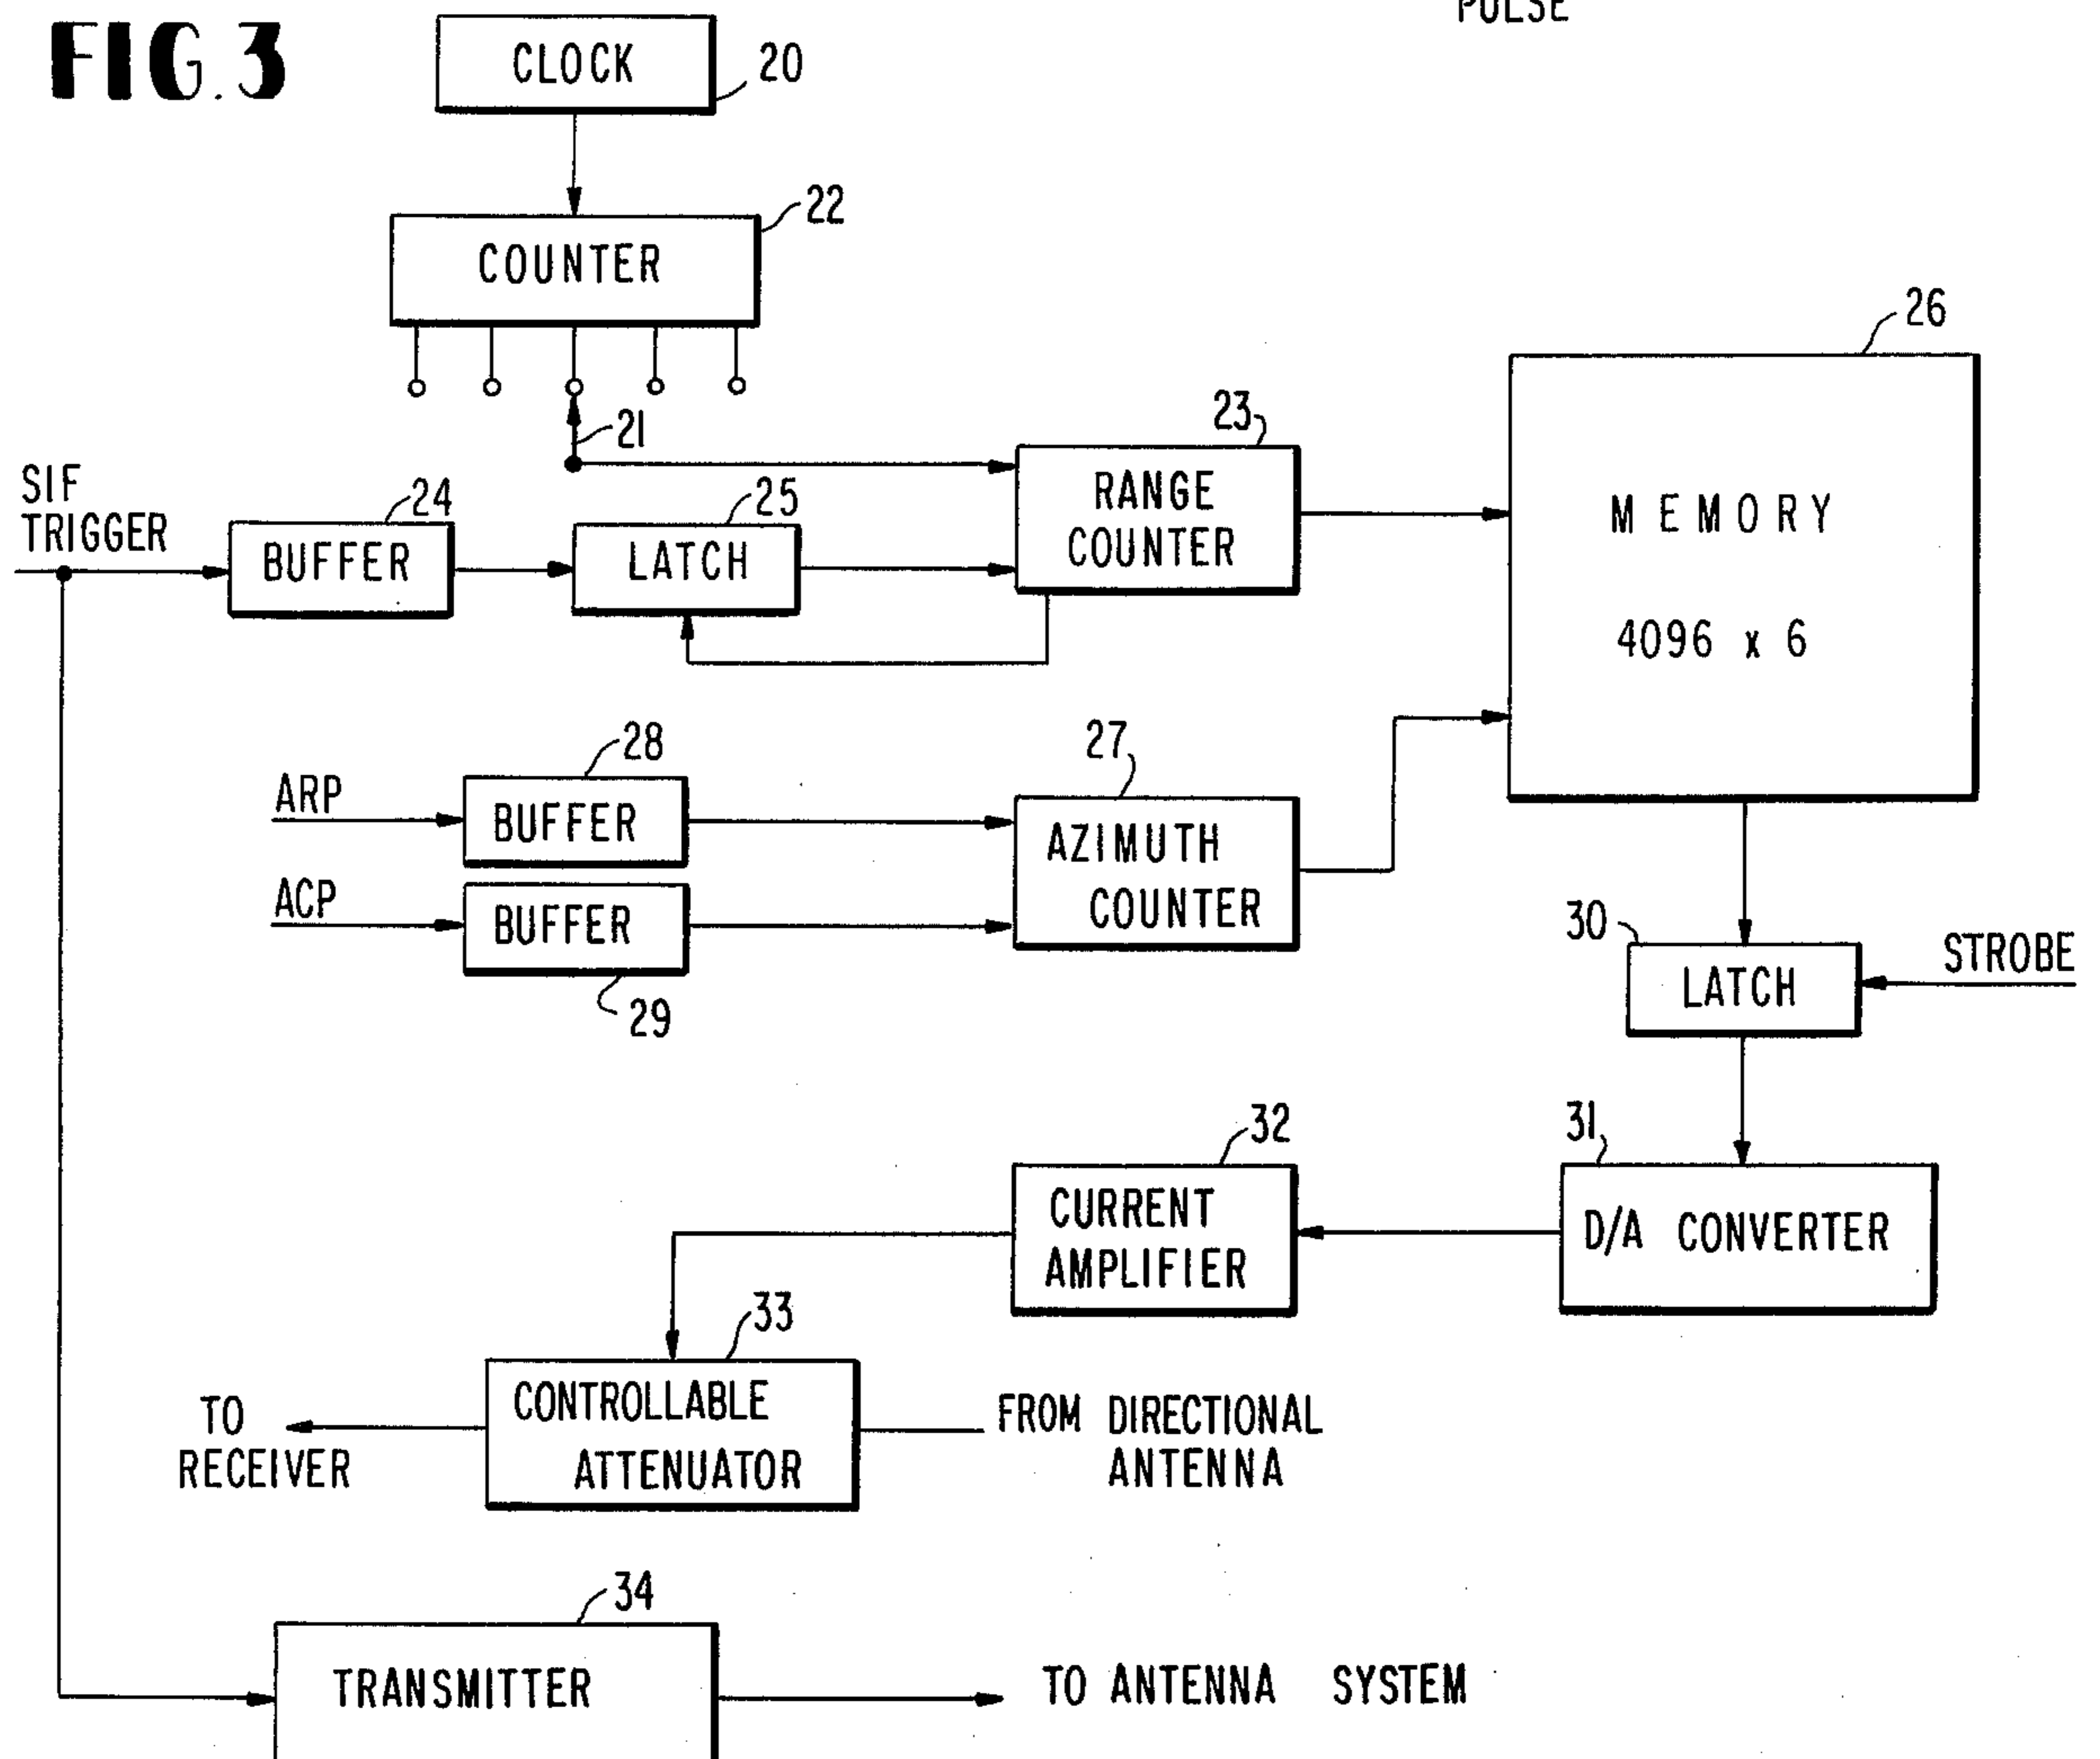 PULSE
FIG. 3
CLOCK
20
22
COUNTER
26
21
23
SIF
TRIGGER
24
BUFFER
25
LATCH
RANGE
COUNTER
MEMORY
4096 x 6
ARP
28
BUFFER
27
AZIMUTH
COUNTER
ACP
BUFFER
29
30
LATCH
STROBE
32
CURRENT
AMPLIFIER
31
D/A CONVERTER
33
CONTROLLABLE
ATTENUATOR
TO
RECEIVER
FROM DIRECTIONAL
ANTENNA
34
TRANSMITTER
TO ANTENNA SYSTEM